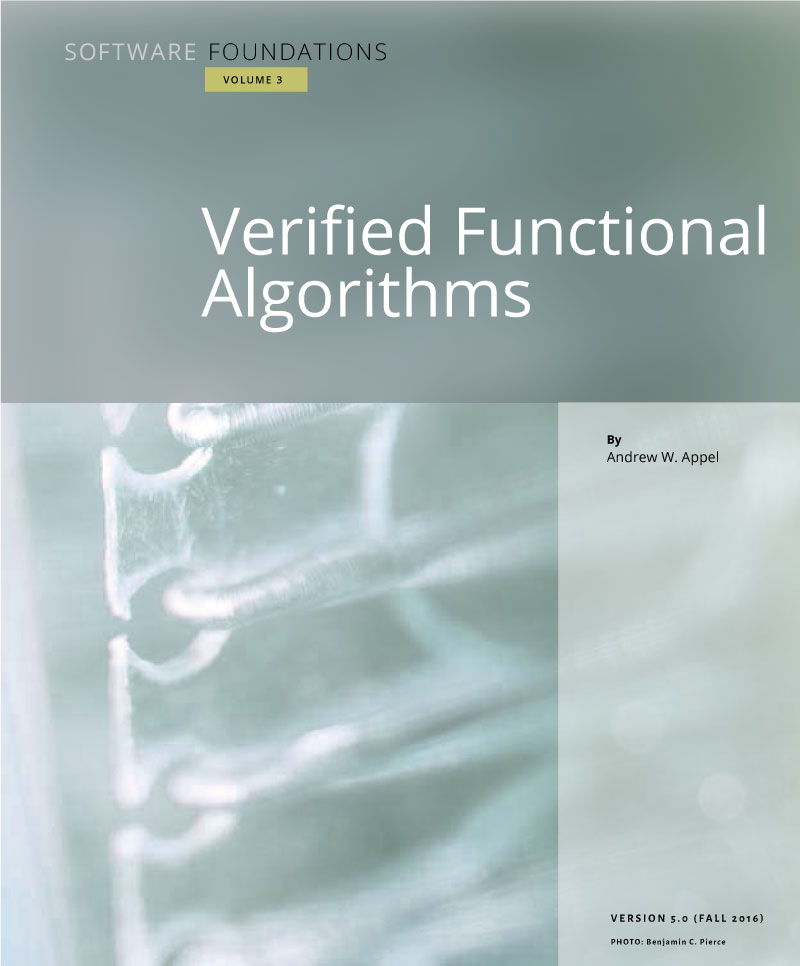 SOFTWARE FOUNDATIONS
VOLUME 3
Verified Functional
Algorithms
By
Andrew W. Appel
VERSION 5.0 (FALL 2016)
PHOTO: Benjamin C. Pierce